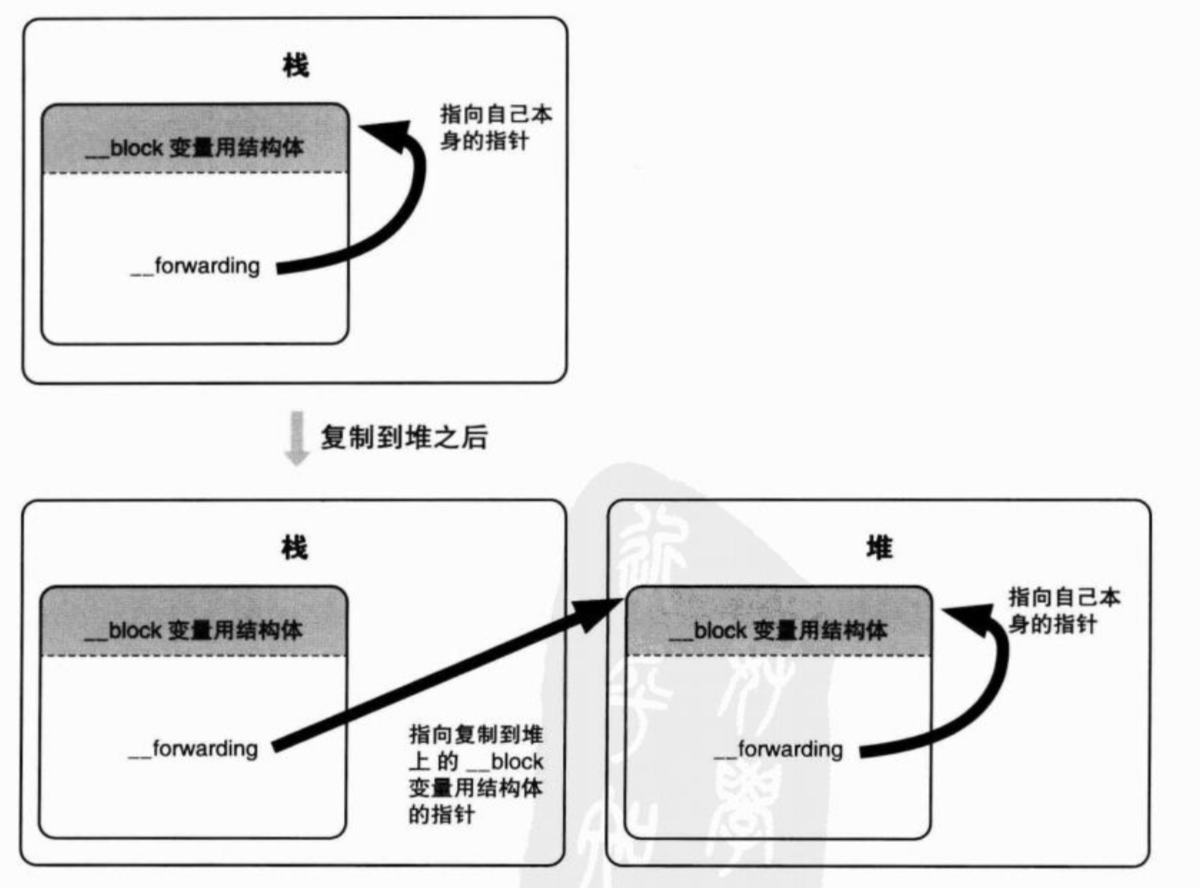 栈
__block 变量用结构体
指向自己本
身的指针
__forwarding
复制到堆之后
栈
__block 变量用结构体
__forwarding
指向复制到堆
上 的 __block
变量用结构体
的指针
堆
__block 变量用结构体
指向自己本
身的指针
__forwarding